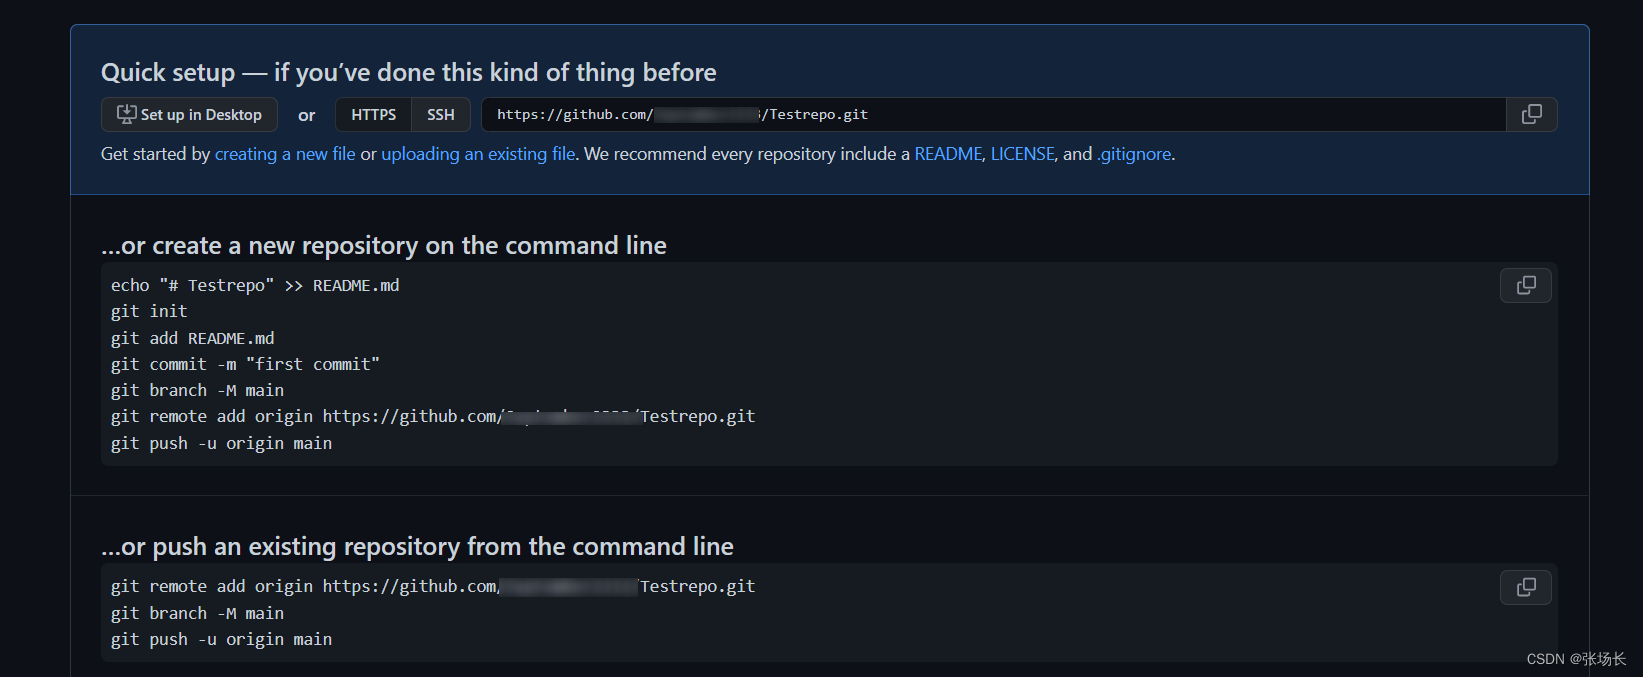 Quick setup — if you’ve done this kind of thing before
Set up in Desktop or HTTPS SSH https://github.com/ /Testrepo.git
Get started by creating a new file or uploading an existing file. We recommend every repository include a README, LICENSE, and .gitignore.
…or create a new repository on the command line
echo "# Testrepo" >> README.md
git init
git add README.md
git commit -m "first commit"
git branch -M main
git remote add origin https://github.com/ Testrepo.git
git push -u origin main
…or push an existing repository from the command line
git remote add origin https://github.com/ Testrepo.git
git branch -M main
git push -u origin main
CSDN @张场长